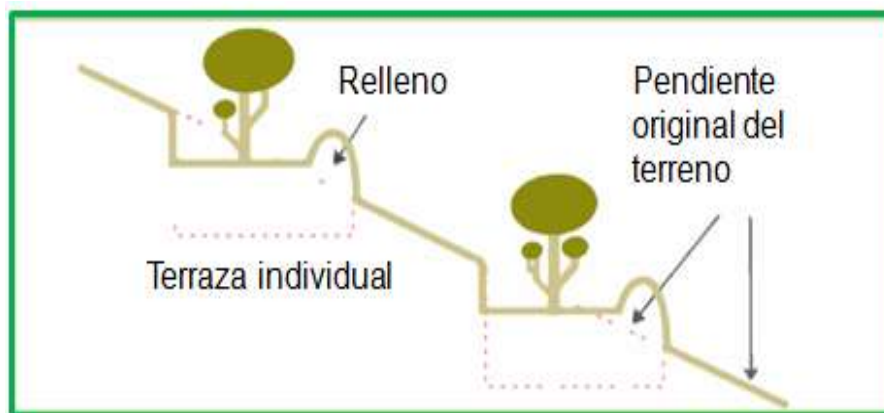 Relleno
Pendiente
original del
terreno
Terraza individual